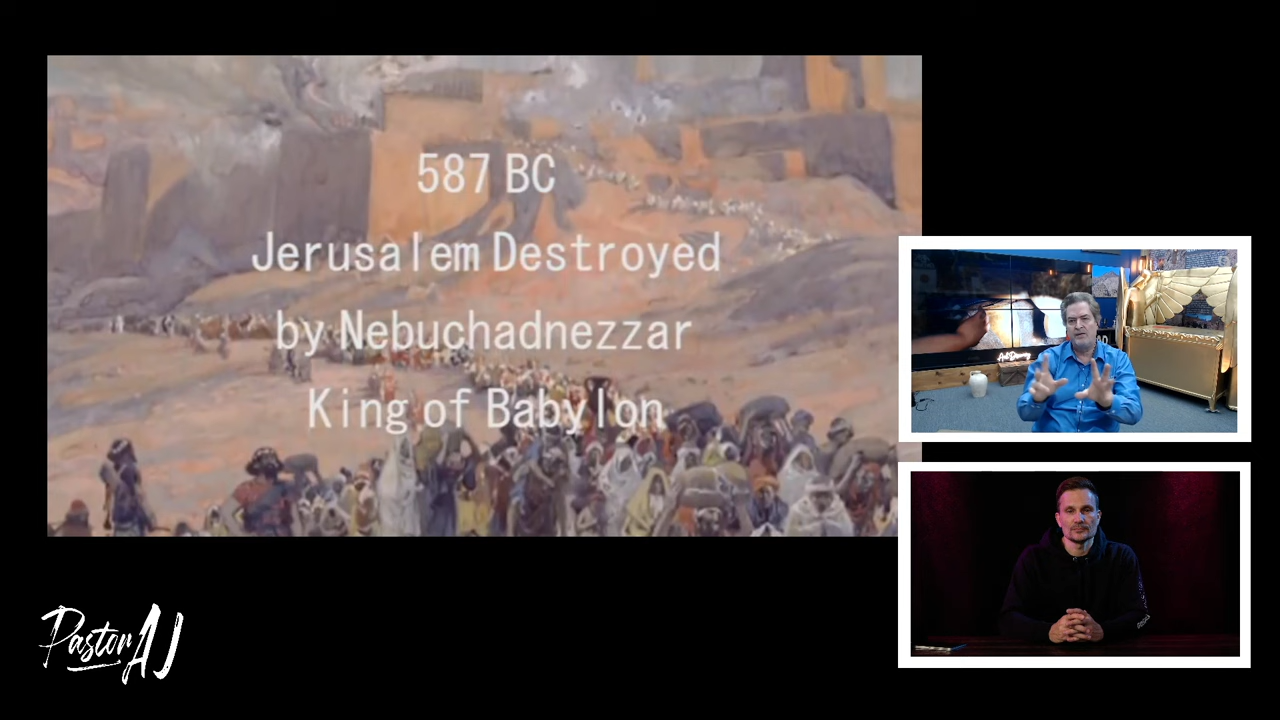 587 BC
Jerusalem Destroyed
by Nebuchadnezzar
King of Babylon
Pastor AJ